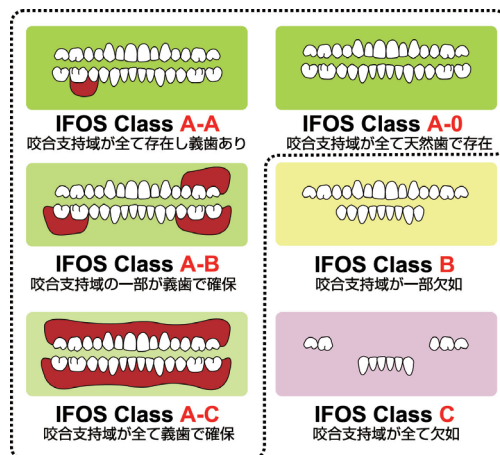 IFOS Class A-A
咬合支持域が全て存在し義歯あり
IFOS Class A-0
咬合支持域が全て天然歯で存在
IFOS Class A-B
咬合支持域の一部が義歯で確保
IFOS Class B
咬合支持域が一部欠如
IFOS Class A-C
咬合支持域が全て義歯で確保
IFOS Class C
咬合支持域が全て欠如